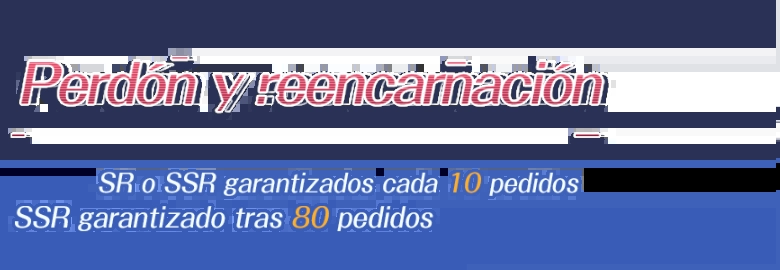 Perdón y reencarnación
SR o SSR garantizados cada 10 pedidos
SSR garantizado tras 80 pedidos